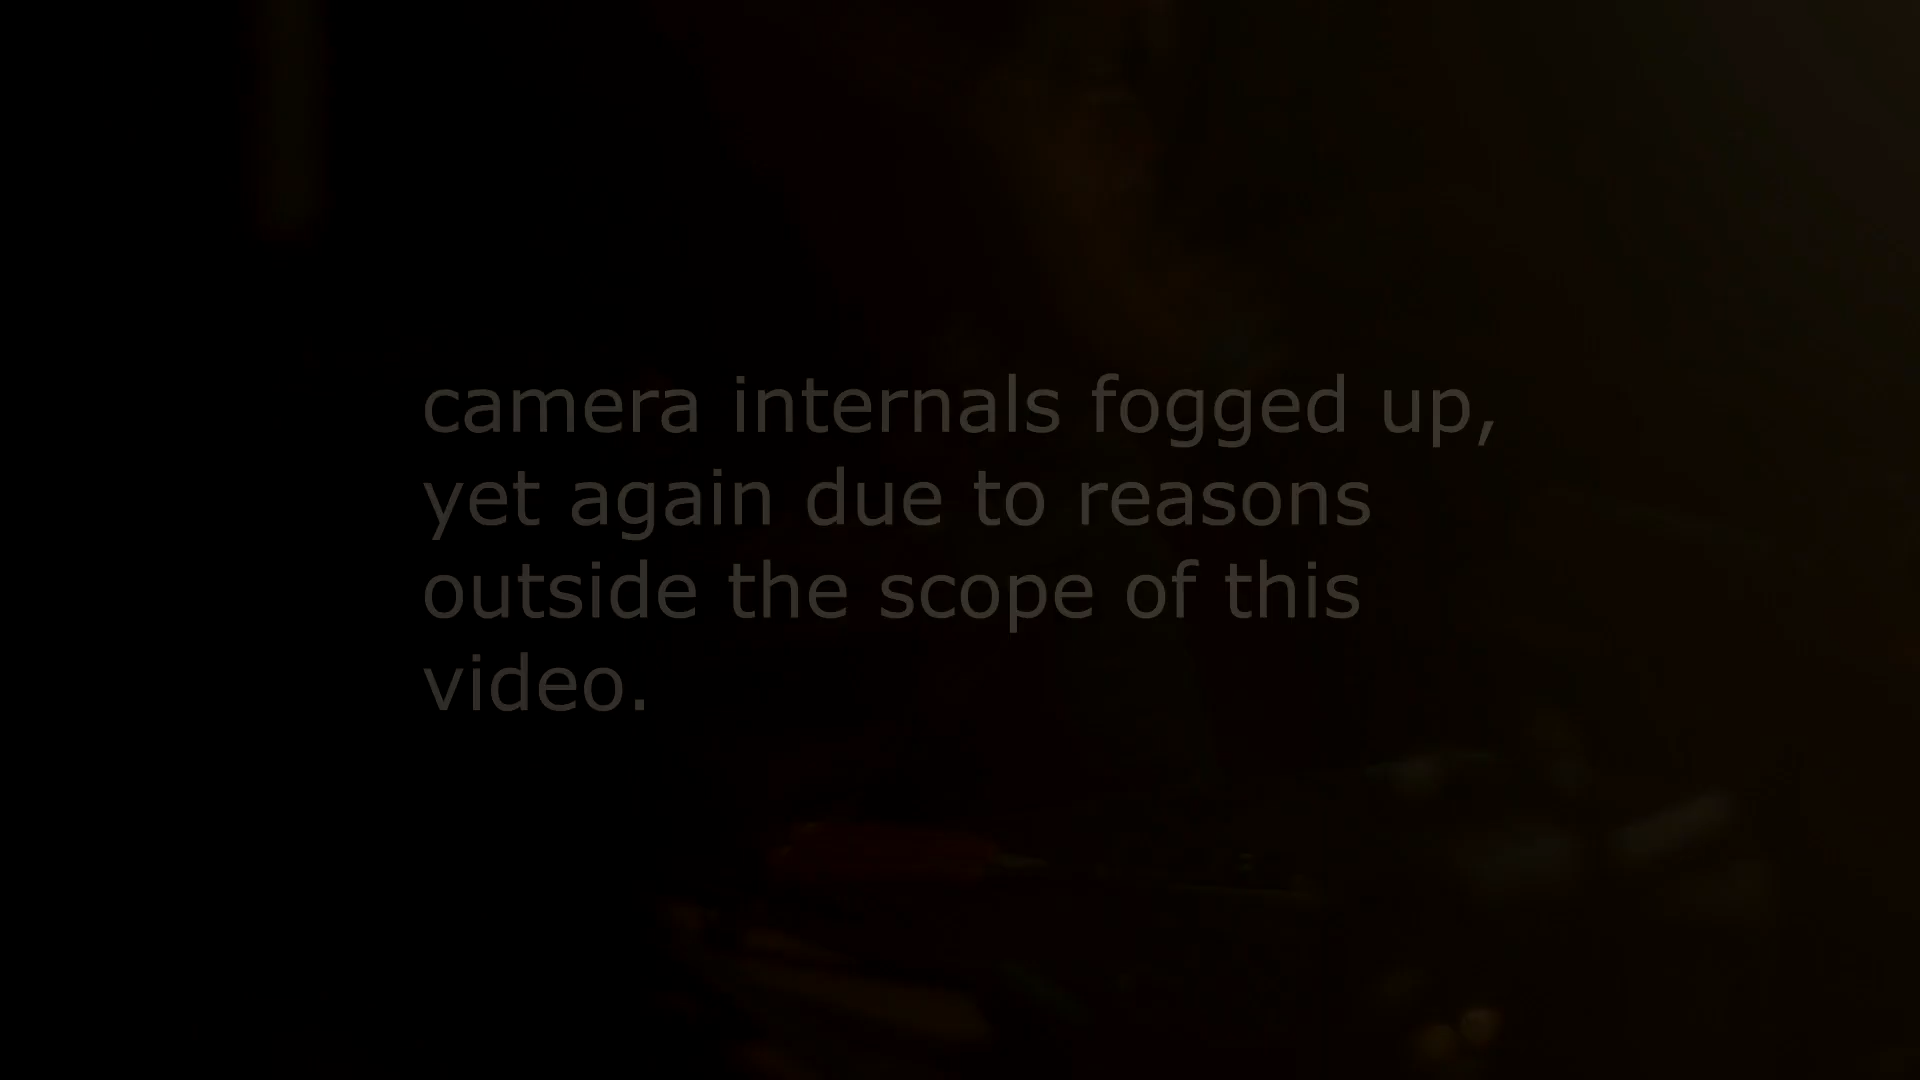 camera internals fogged up,
yet again due to reasons
outside the scope of this
video.